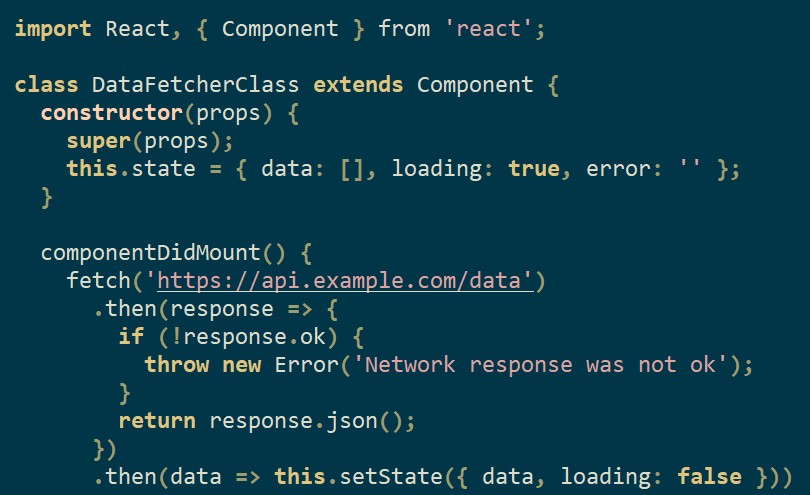 import React, { Component } from 'react';

class DataFetcherClass extends Component {
  constructor(props) {
    super(props);
    this.state = { data: [], loading: true, error: '' };
  }

  componentDidMount() {
    fetch('https://api.example.com/data')
      .then(response => {
        if (!response.ok) {
          throw new Error('Network response was not ok');
        }
        return response.json();
      })
      .then(data => this.setState({ data, loading: false }))